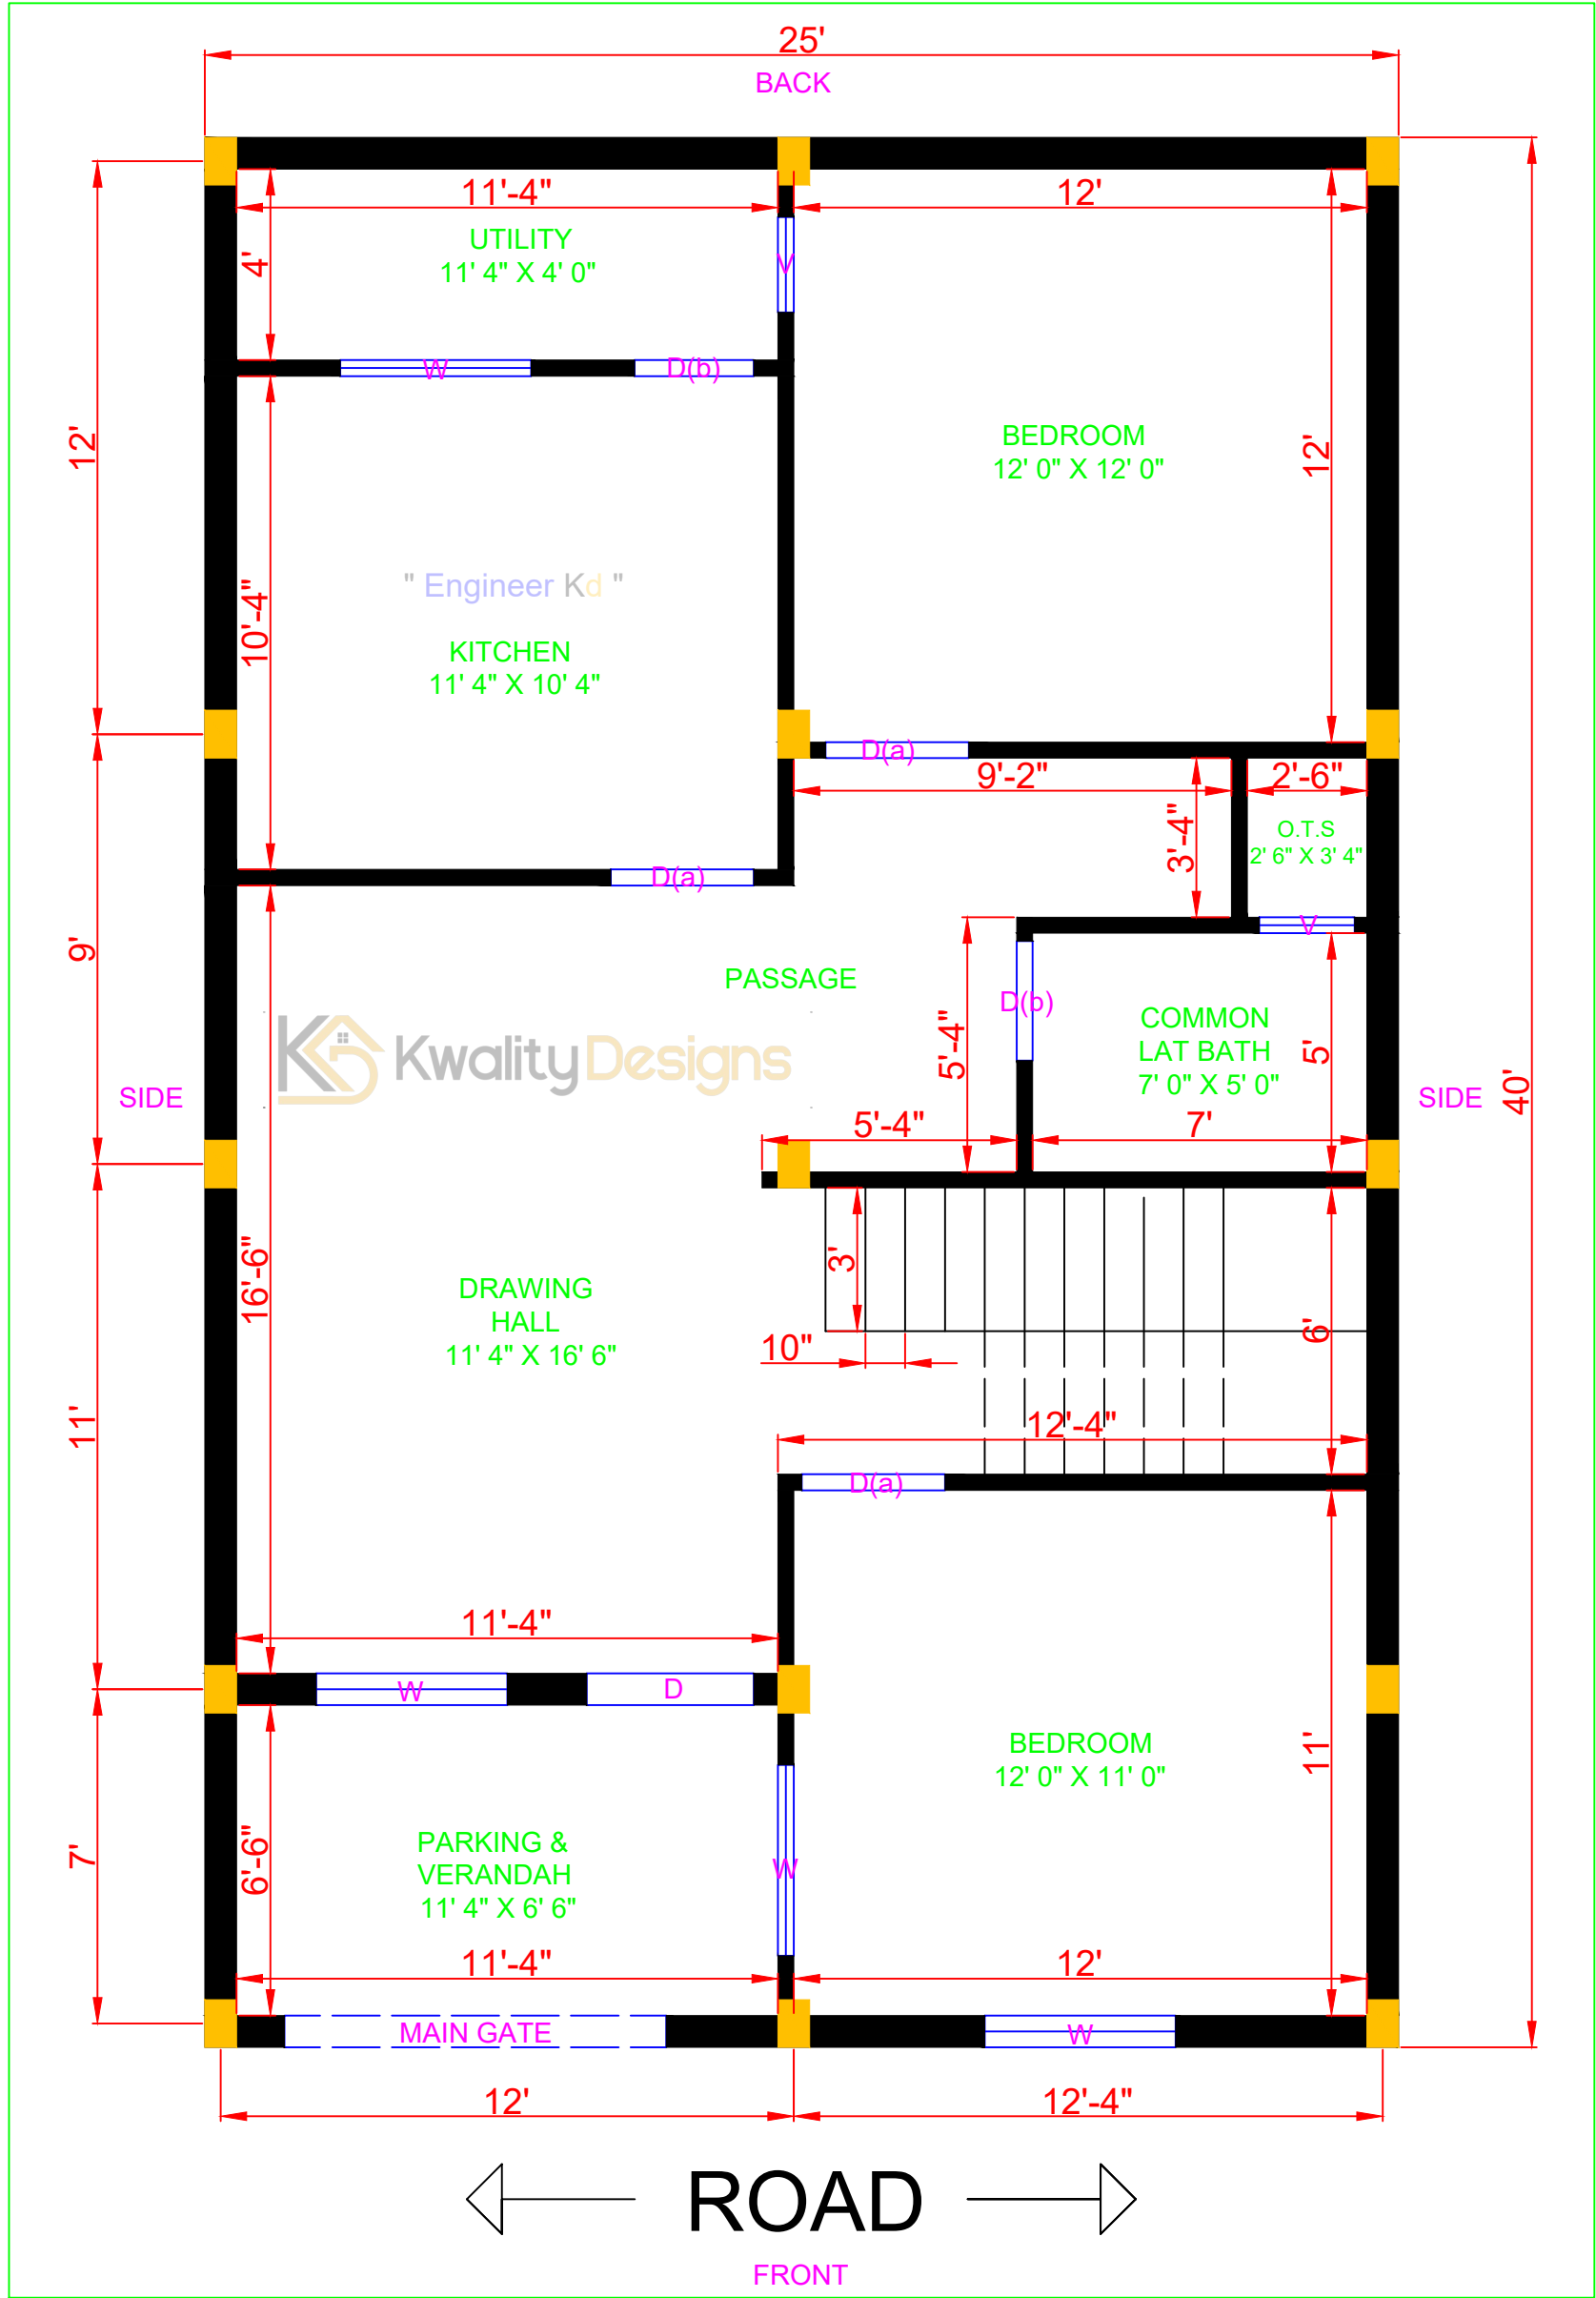 25'
BACK
11'-4"
12'
UTILITY
11' 4" X 4' 0"
4'
V
W
D(b)
12'
BEDROOM
12' 0" X 12' 0"
12'
" Engineer Kd "
10'-4"
KITCHEN
11' 4" X 10' 4"
D(a)
9'-2"
2'-6"
3'-4"
O.T.S
2' 6" X 3' 4"
D(a)
V
9'
PASSAGE
D(b)
COMMON
LAT BATH
7' 0" X 5' 0"
5'-4"
5'
Kwality Designs
SIDE
SIDE
40'
5'-4"
7'
3'
16'-6"
DRAWING
HALL
11' 4" X 16' 6"
10"
6'
11'
12'-4"
D(a)
11'-4"
W
D
BEDROOM
12' 0" X 11' 0"
11'
7'
6'-6"
PARKING &
VERANDAH
11' 4" X 6' 6"
W
11'-4"
12'
MAIN GATE
W
12'
12'-4"
ROAD
FRONT